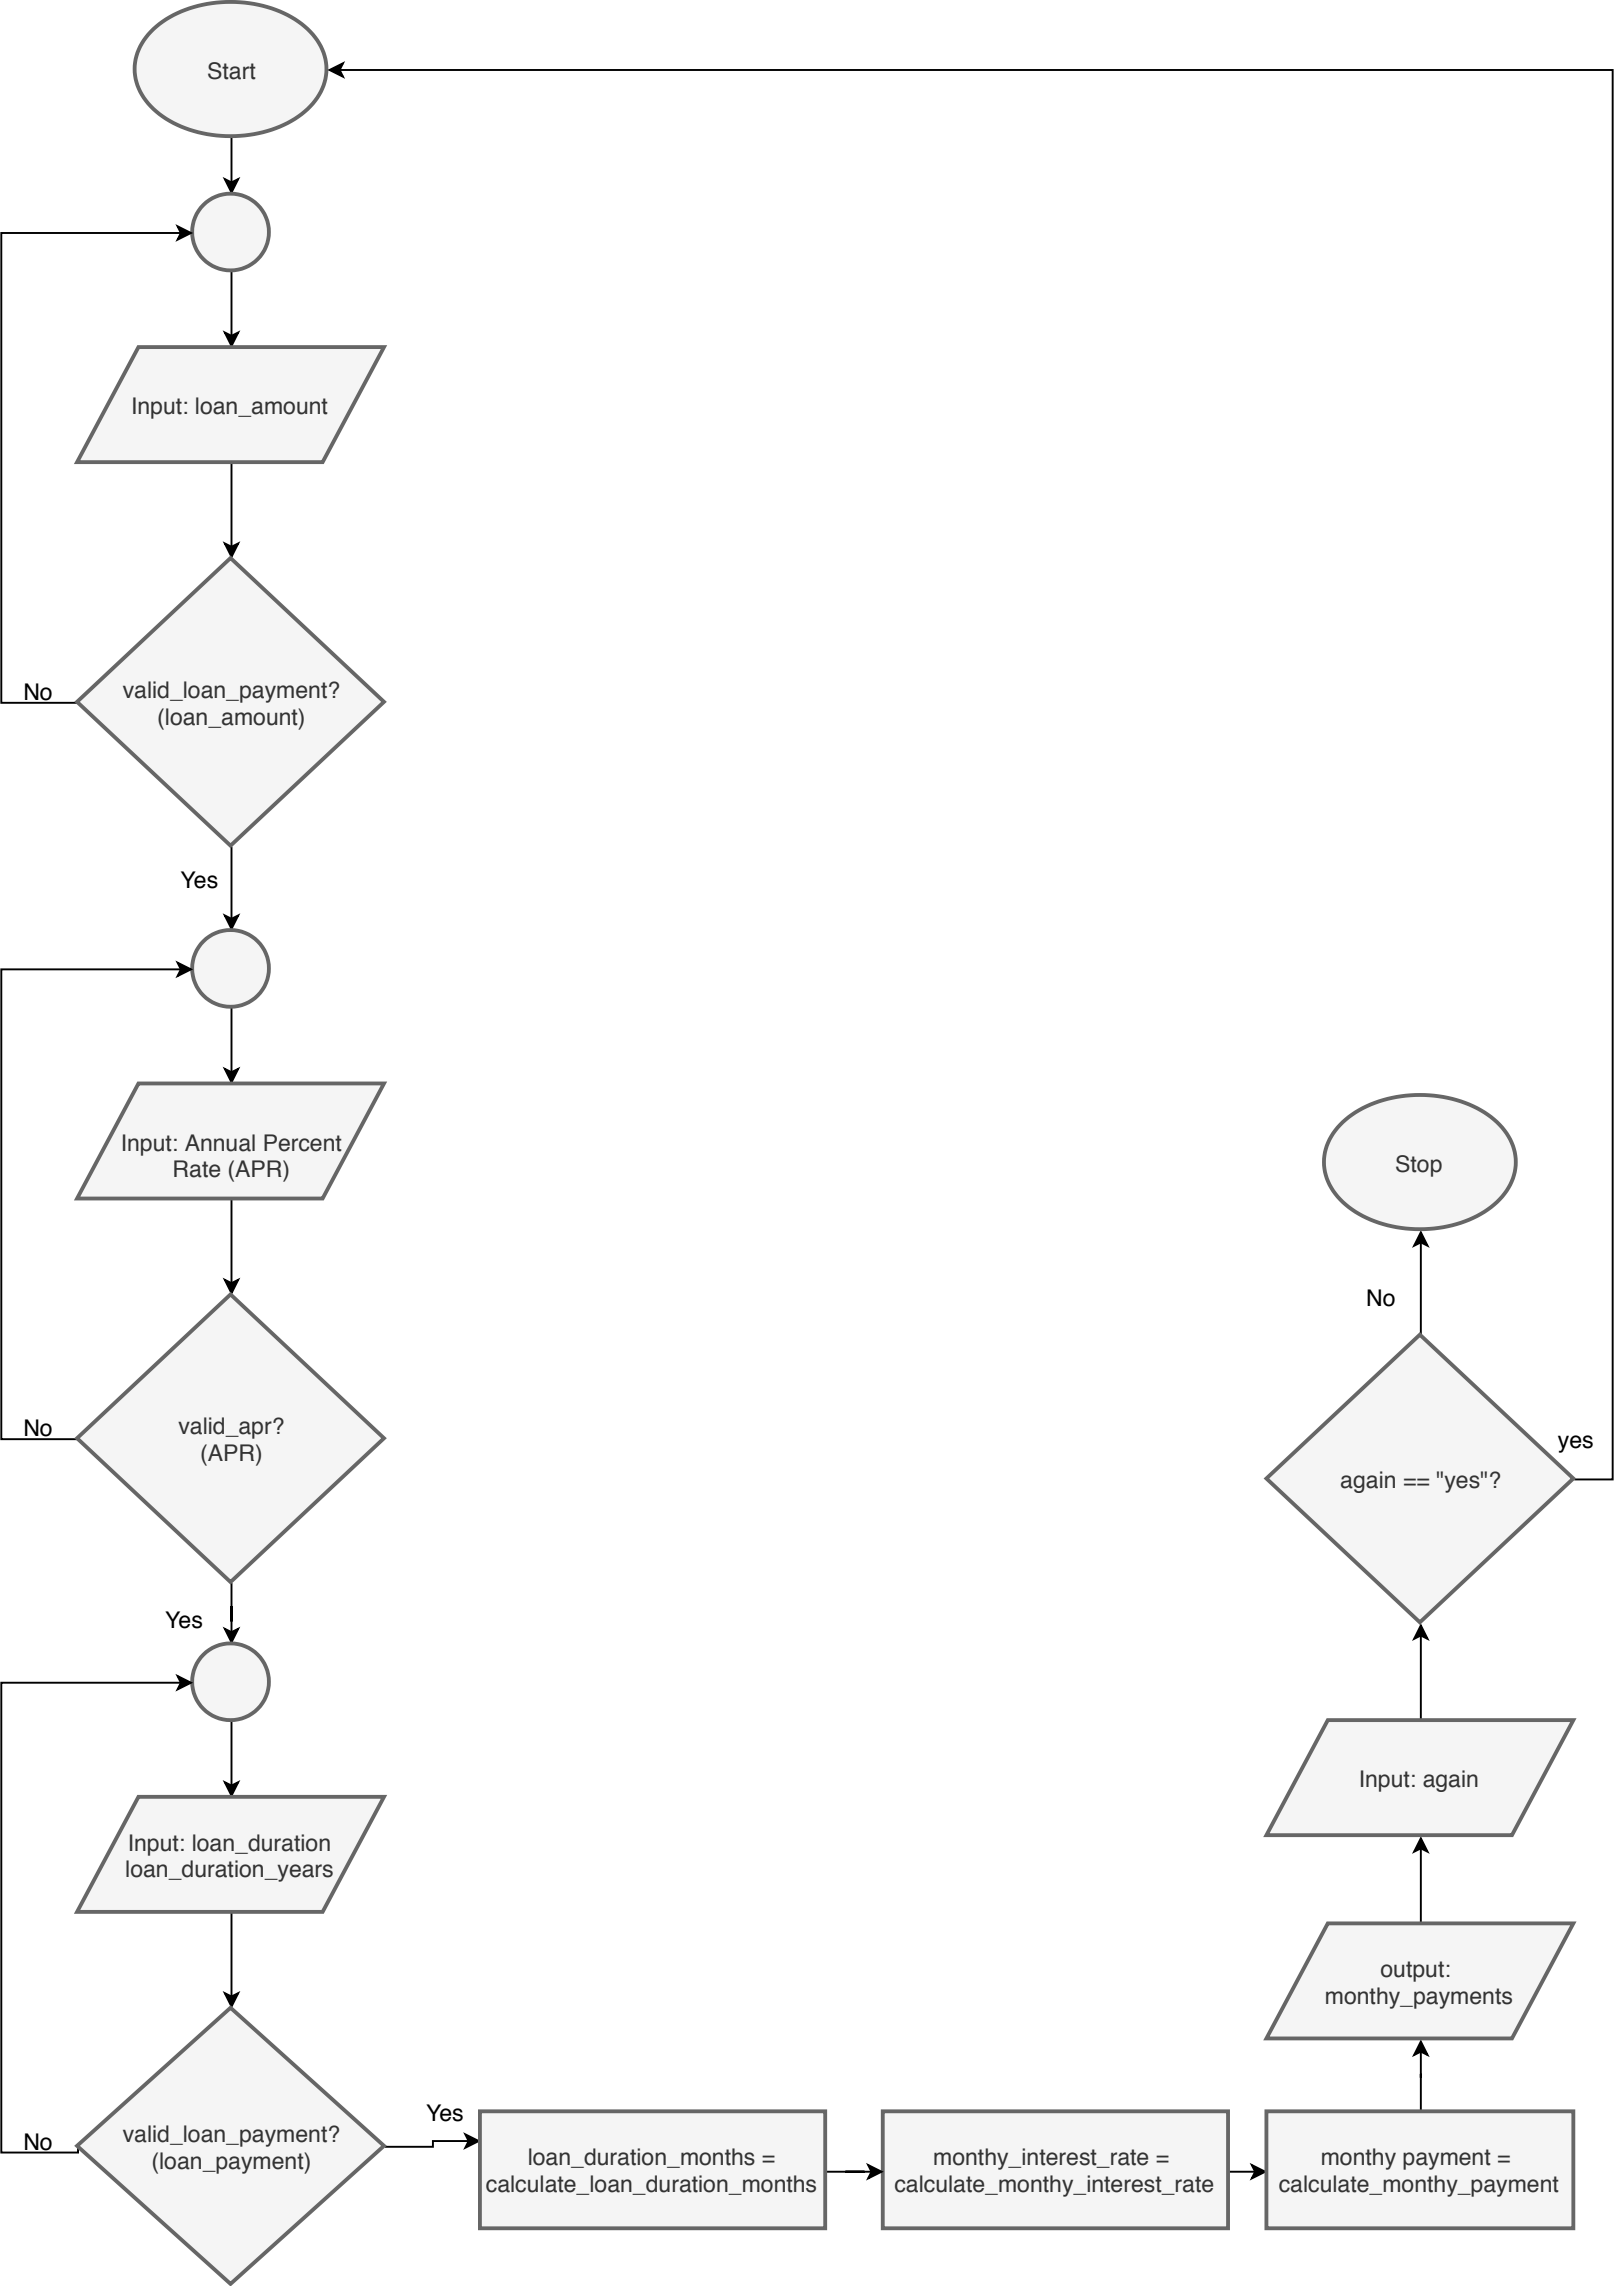 Start
Input: loan_amount
valid_loan_payment?
(loan_amount)
No
Yes
Input: Annual Percent
Rate (APR)
valid_apr?
(APR)
No
Yes
Input: loan_duration
loan_duration_years
valid_loan_payment?
(loan_payment)
No
Yes
loan_duration_months =
calculate_loan_duration_months
monthy_interest_rate =
calculate_monthy_interest_rate
monthy payment =
calculate_monthy_payment
output:
monthy_payments
Input: again
again == "yes"?
yes
No
Stop